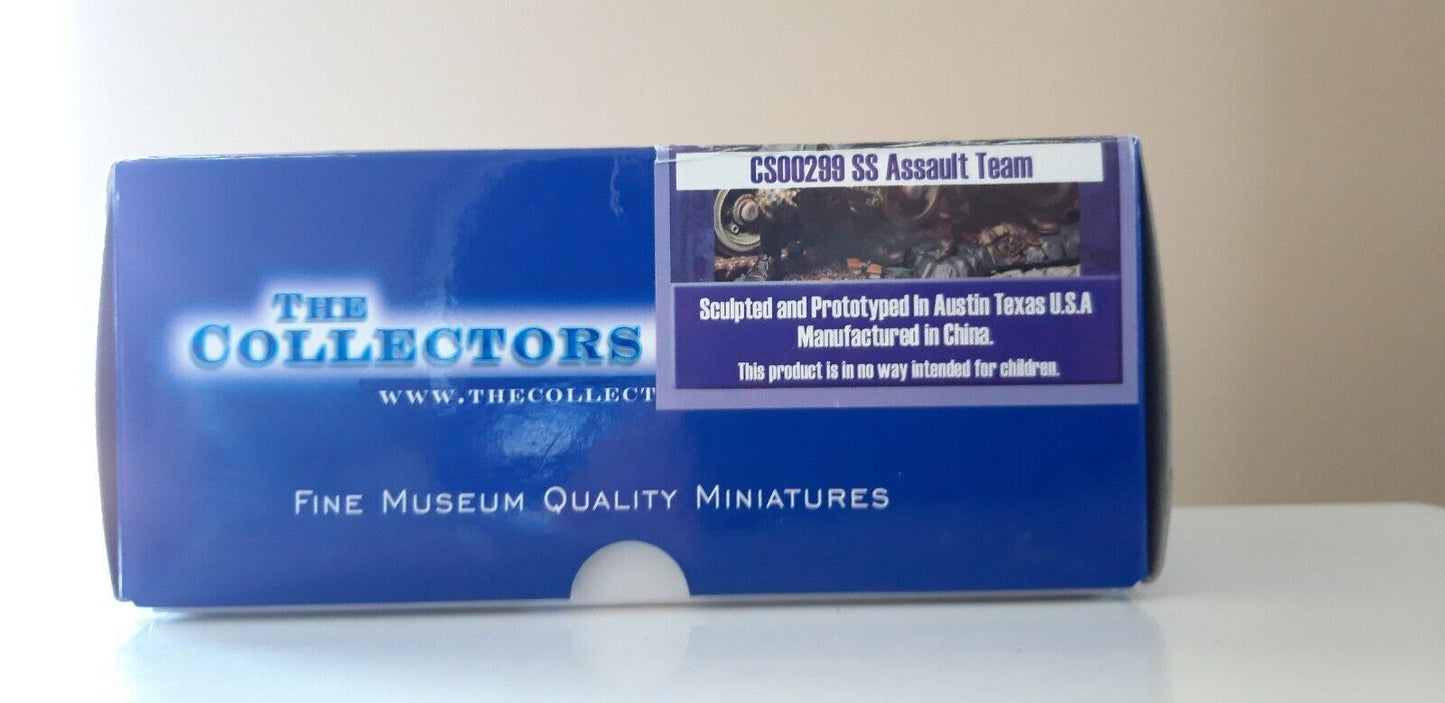 CS00299 SS Assault Team
THE
COLLECTORS
WWW.THECOLLECT
Sculpted and Prototyped In Austin Texas U.S.A
Manufactured in China.
This product is in no way intended for children.
FINE MUSEUM QUALITY MINIATURES